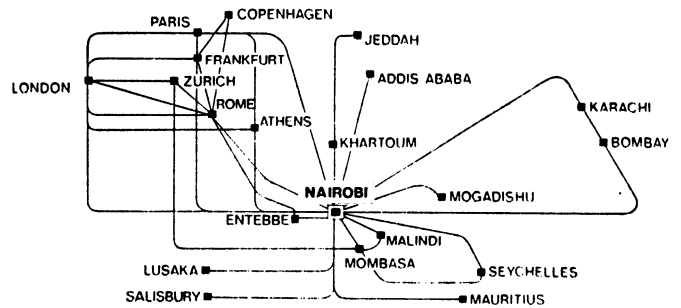 COPENHAGEN
PARIS
JEDDAH
FRANKFURT
ADDIS ABABA
LONDON
ZURICH
ROME
KARACHI
ATHENS
KHARTOUM
BOMBAY
NAIROBI
MOGADISHU
ENTEBBE
MALINDI
MOMBASA
LUSAKA
SEYCHELLES
SALISBURY
MAURITIUS